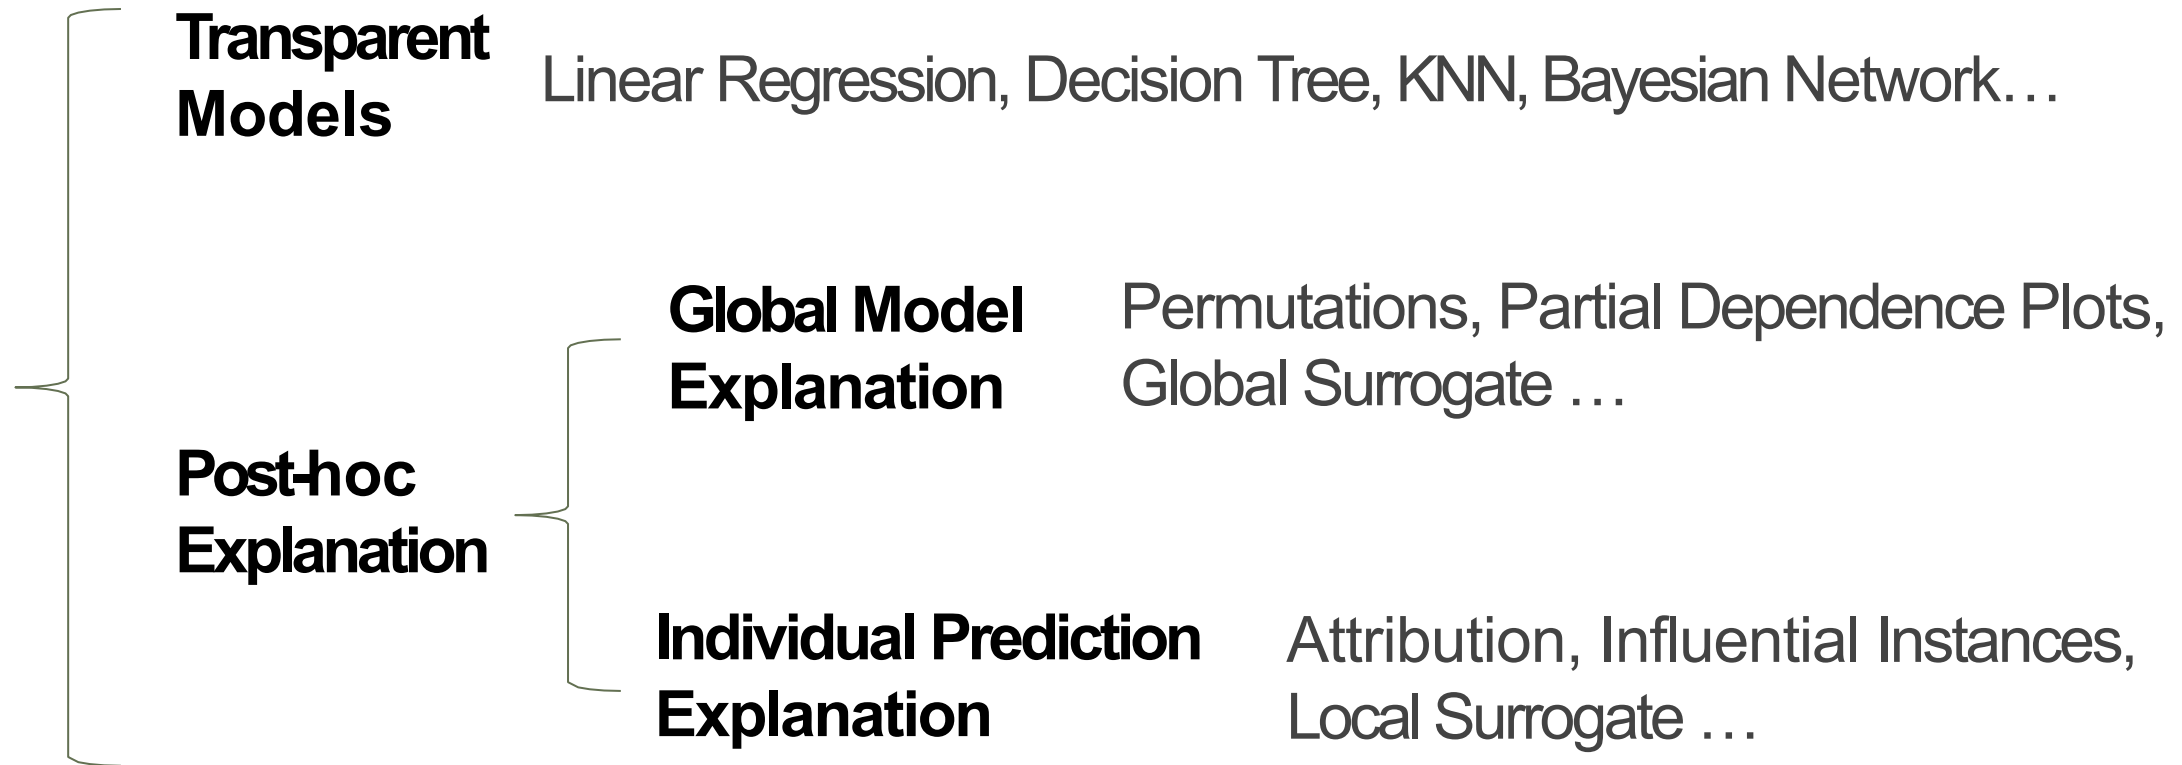 Transparent
Models
Linear Regression, Decision Tree, KNN, Bayesian Network…
Global Model
Explanation
Permutations, Partial Dependence Plots,
Global Surrogate …
Post-hoc
Explanation
Individual Prediction
Explanation
Attribution, Influential Instances,
Local Surrogate …